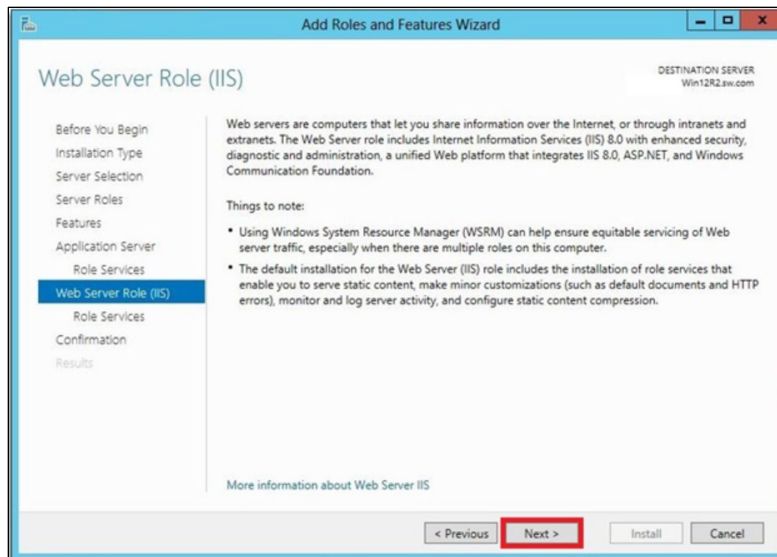 Add Roles and Features Wizard
Web Server Role (IIS)
DESTINATION SERVER
Win12R2.sw.com
Before You Begin
Installation Type
Server Selection
Server Roles
Features
Application Server
Role Services
Web Server Role (IIS)
Role Services
Confirmation
Results
Web servers are computers that let you share information over the Internet, or through intranets and
extranets. The Web Server role includes Internet Information Services (IIS) 8.0 with enhanced security,
diagnostic and administration, a unified Web platform that integrates IIS 8.0, ASP.NET, and Windows
Communication Foundation.
Things to note:
• Using Windows System Resource Manager (WSRM) can help ensure equitable servicing of Web
server traffic, especially when there are multiple roles on this computer.
• The default installation for the Web Server (IIS) role includes the installation of role services that
enable you to serve static content, make minor customizations (such as default documents and HTTP
errors), monitor and log server activity, and configure static content compression.
More information about Web Server IIS
< Previous
Next >
Install
Cancel